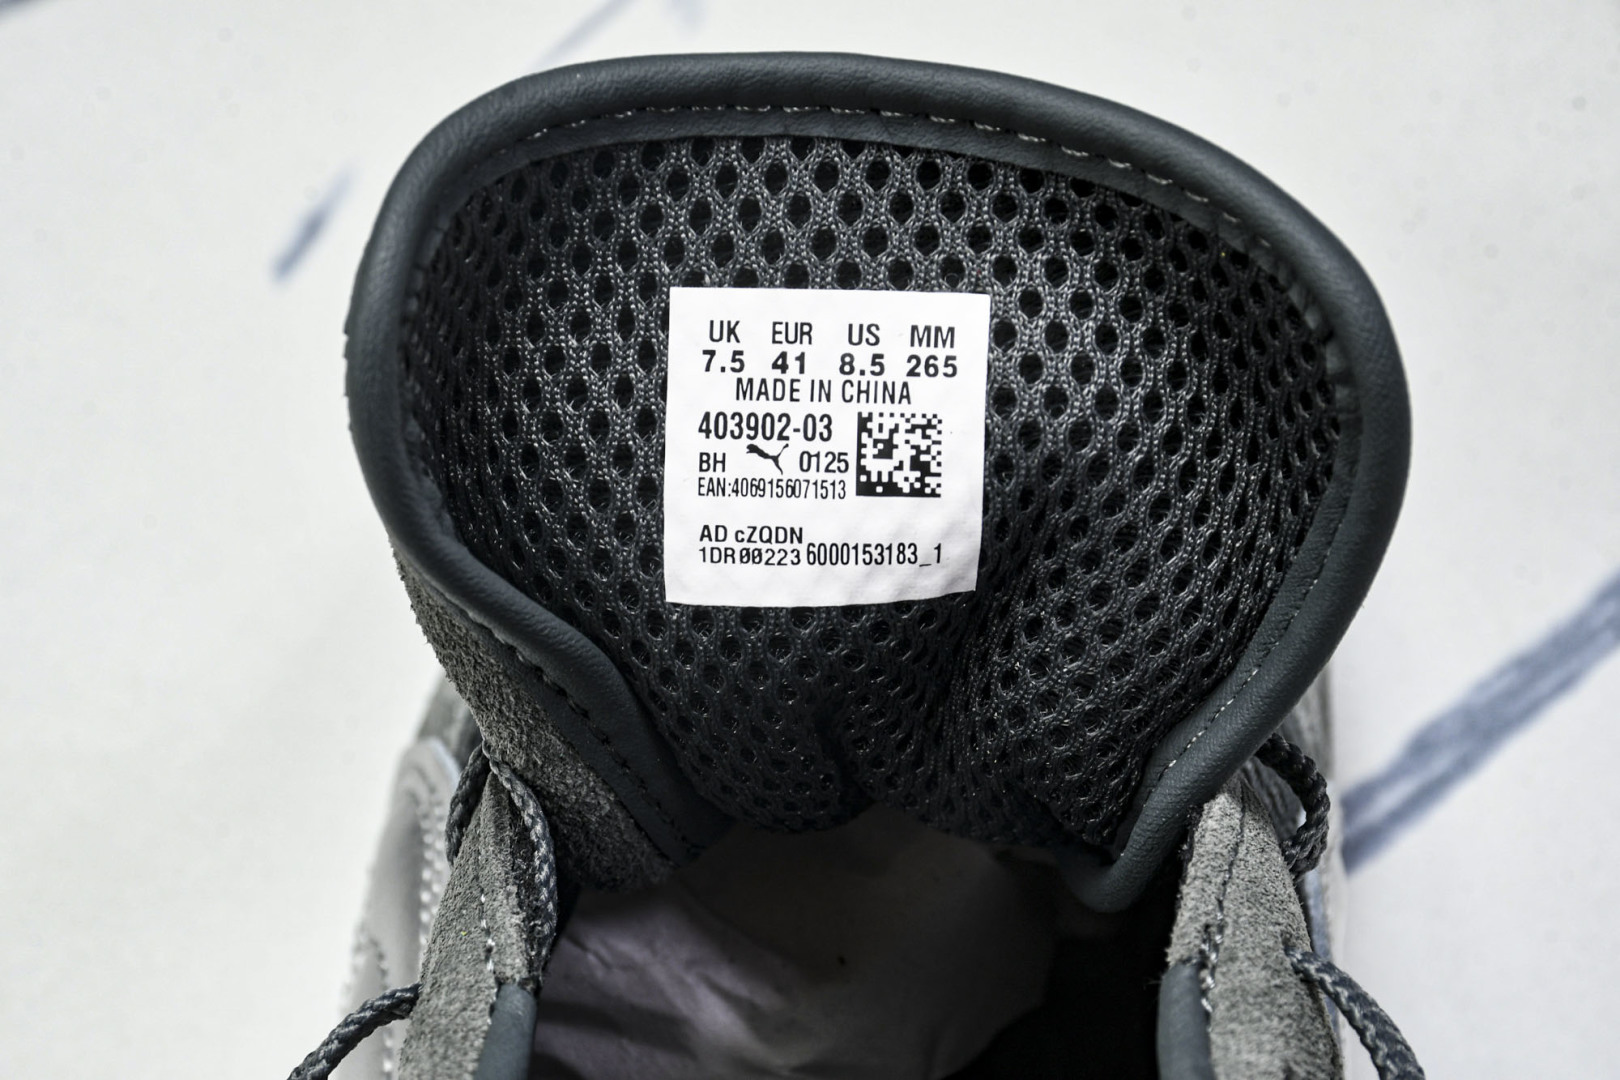 UK EUR US MM
7.5 41 8.5 265
MADE IN CHINA
403902-03
BH 0125
EAN:4069156071513
AD cZQDN
1DR00223 6000153183_1